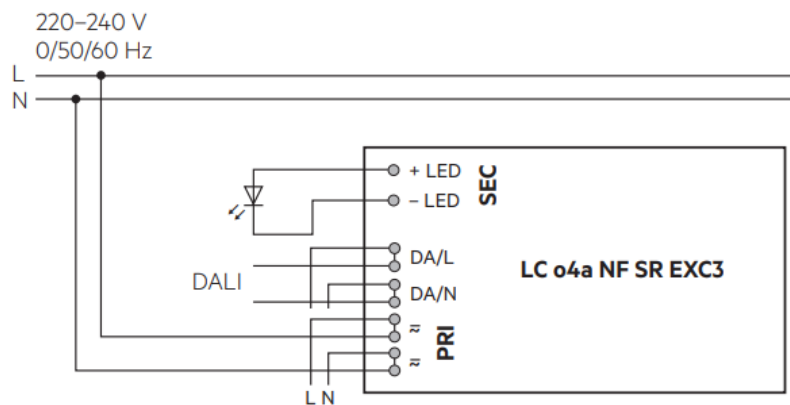 220–240 V
0/50/60 Hz
L
N
+ LED
– LED
SEC
DALI
DA/L
DA/N
LC o4a NF SR EXC3
≂
≂
PRI
L N